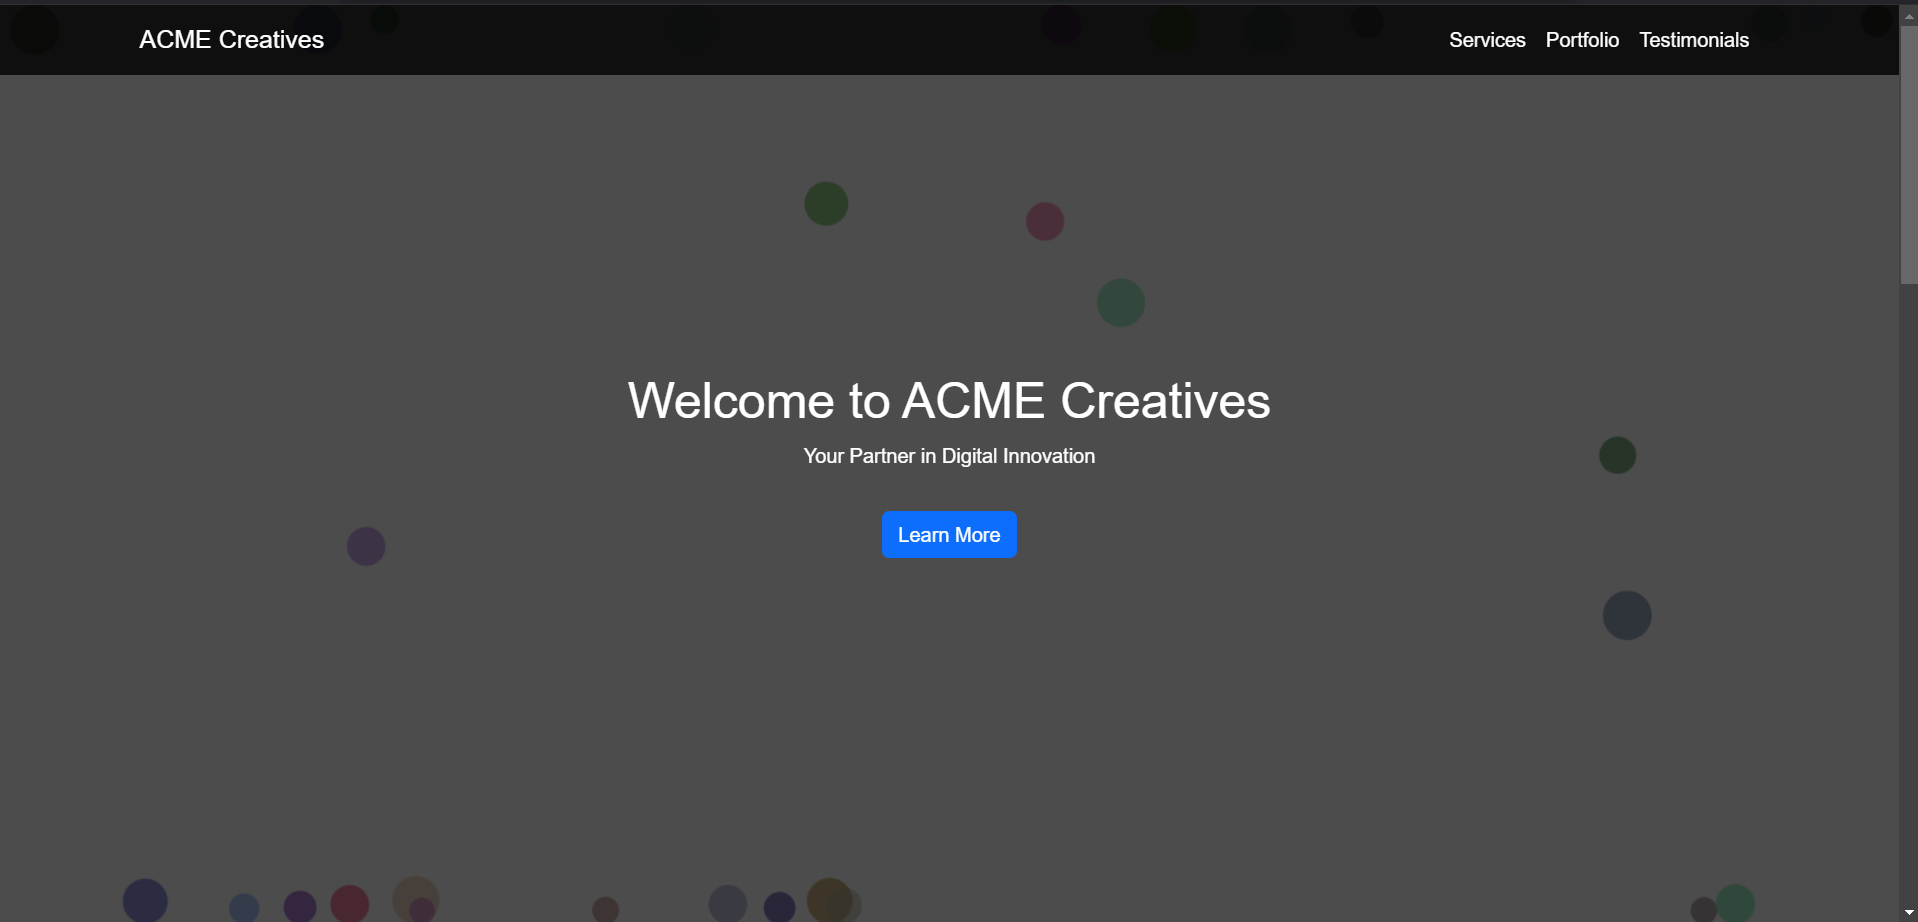 ACME Creatives
Services Portfolio Testimonials
Welcome to ACME Creatives
Your Partner in Digital Innovation
Learn More